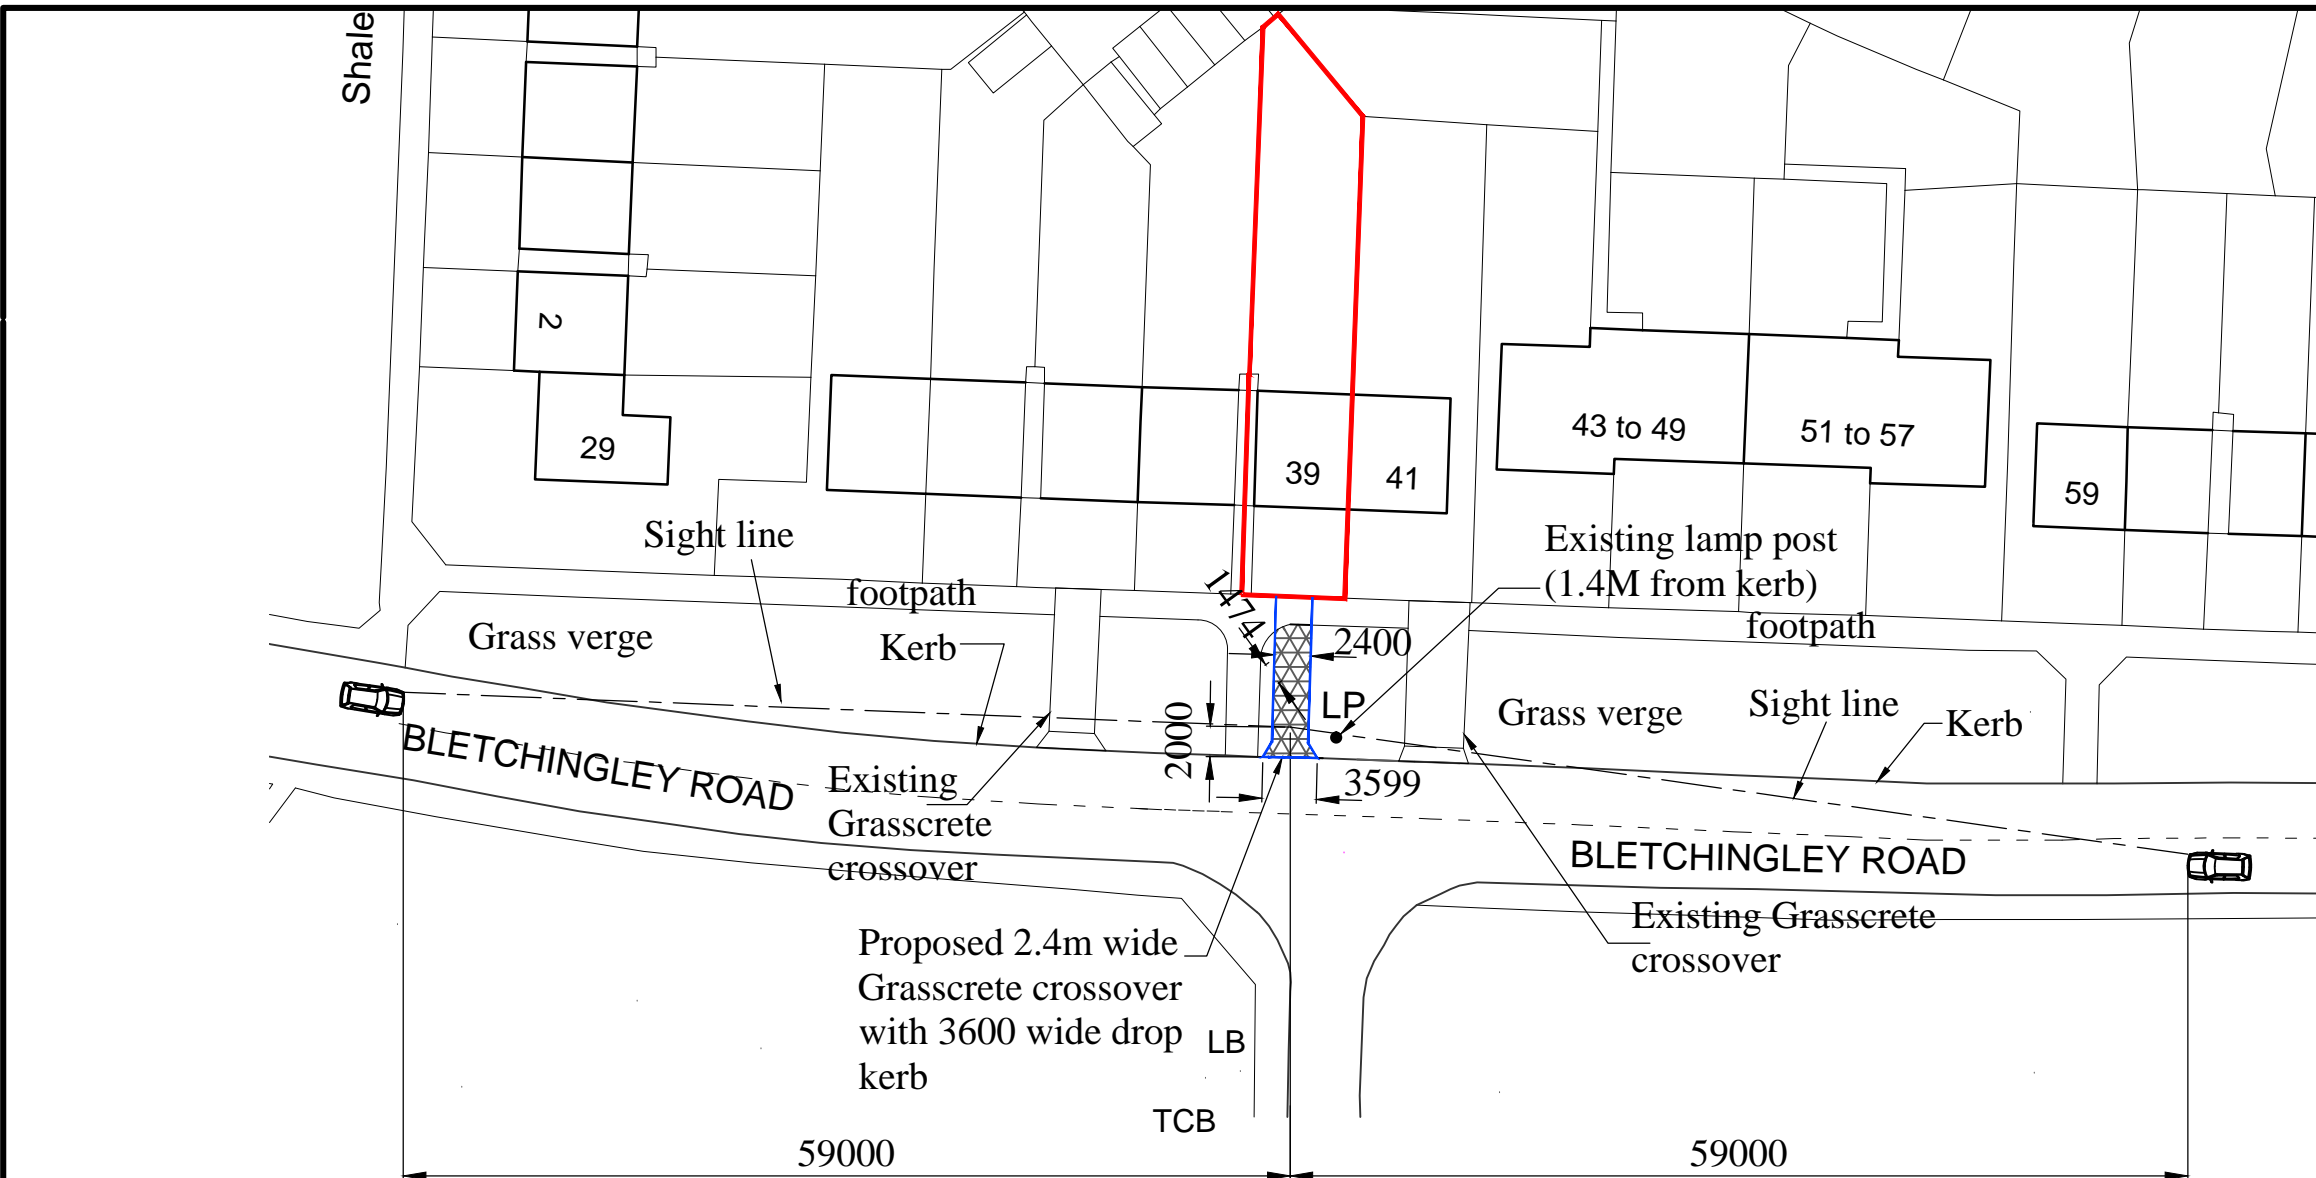 Shale
2
29
39
41
43 to 49
51 to 57
59
Sight line
Existing lamp post
(1.4M from kerb)
footpath
footpath
1474
Grass verge
Kerb
2400
LP
Grass verge
Sight line
Kerb
2000
BLETCHINGLEY ROAD
3599
Existing
Grasscrete
crossover
BLETCHINGLEY ROAD
Existing Grasscrete
crossover
Proposed 2.4m wide
Grasscrete crossover
with 3600 wide drop
kerb
LB
TCB
59000
59000